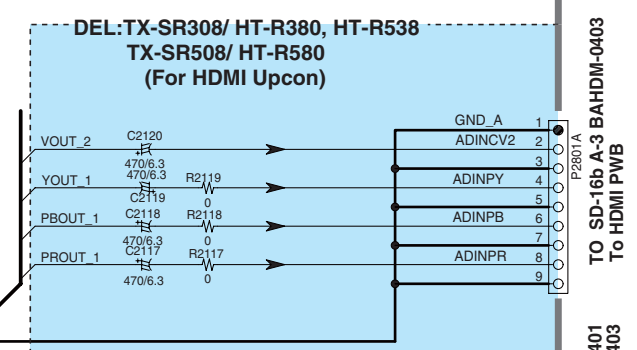 DEL:TX-SR308/ HT-R380, HT-R538
TX-SR508/ HT-R580
(For HDMI Upcon)
GND_A 1
VOUT_2 C2120 470/6.3 ADINCV2 2
3
YOUT_1 470/6.3 C2119 R2119 0 ADINPY 4
5
PBOUT_1 C2118 470/6.3 R2118 0 ADINPB 6
7
PROUT_1 C2117 470/6.3 R2117 0 ADINPR 8
9
P2801A
TO SD-16b A-3 BAHDM-0403
To HDMI PWB
401
403